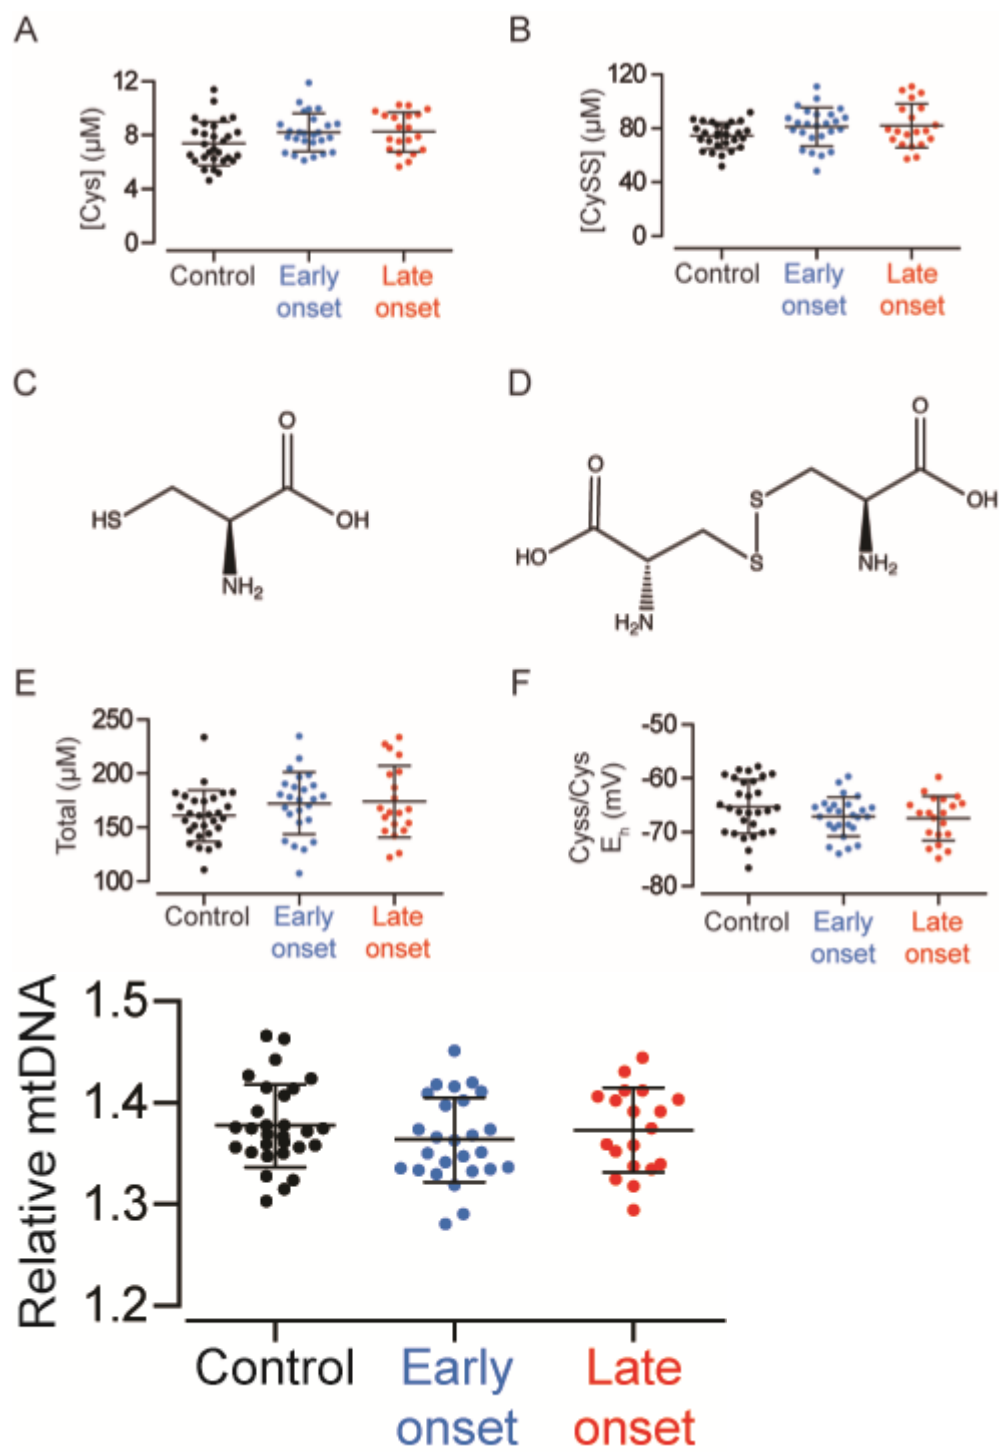 A
B
12
8
4
0
[Cys] (µM)
Control
Early
onset
Late
onset
120
80
40
0
[CySS] (µM)
Control
Early
onset
Late
onset
C
D
O
HS
OH
NH₂
O
HO
H₂N
S
S
O
OH
NH₂
E
F
250
200
150
100
Total (µM)
Control
Early
onset
Late
onset
-50
-60
-70
-80
Cyss/Cys
Eₕ (mV)
Control
Early
onset
Late
onset
1.5
1.4
1.3
1.2
Relative mtDNA
Control
Early
onset
Late
onset